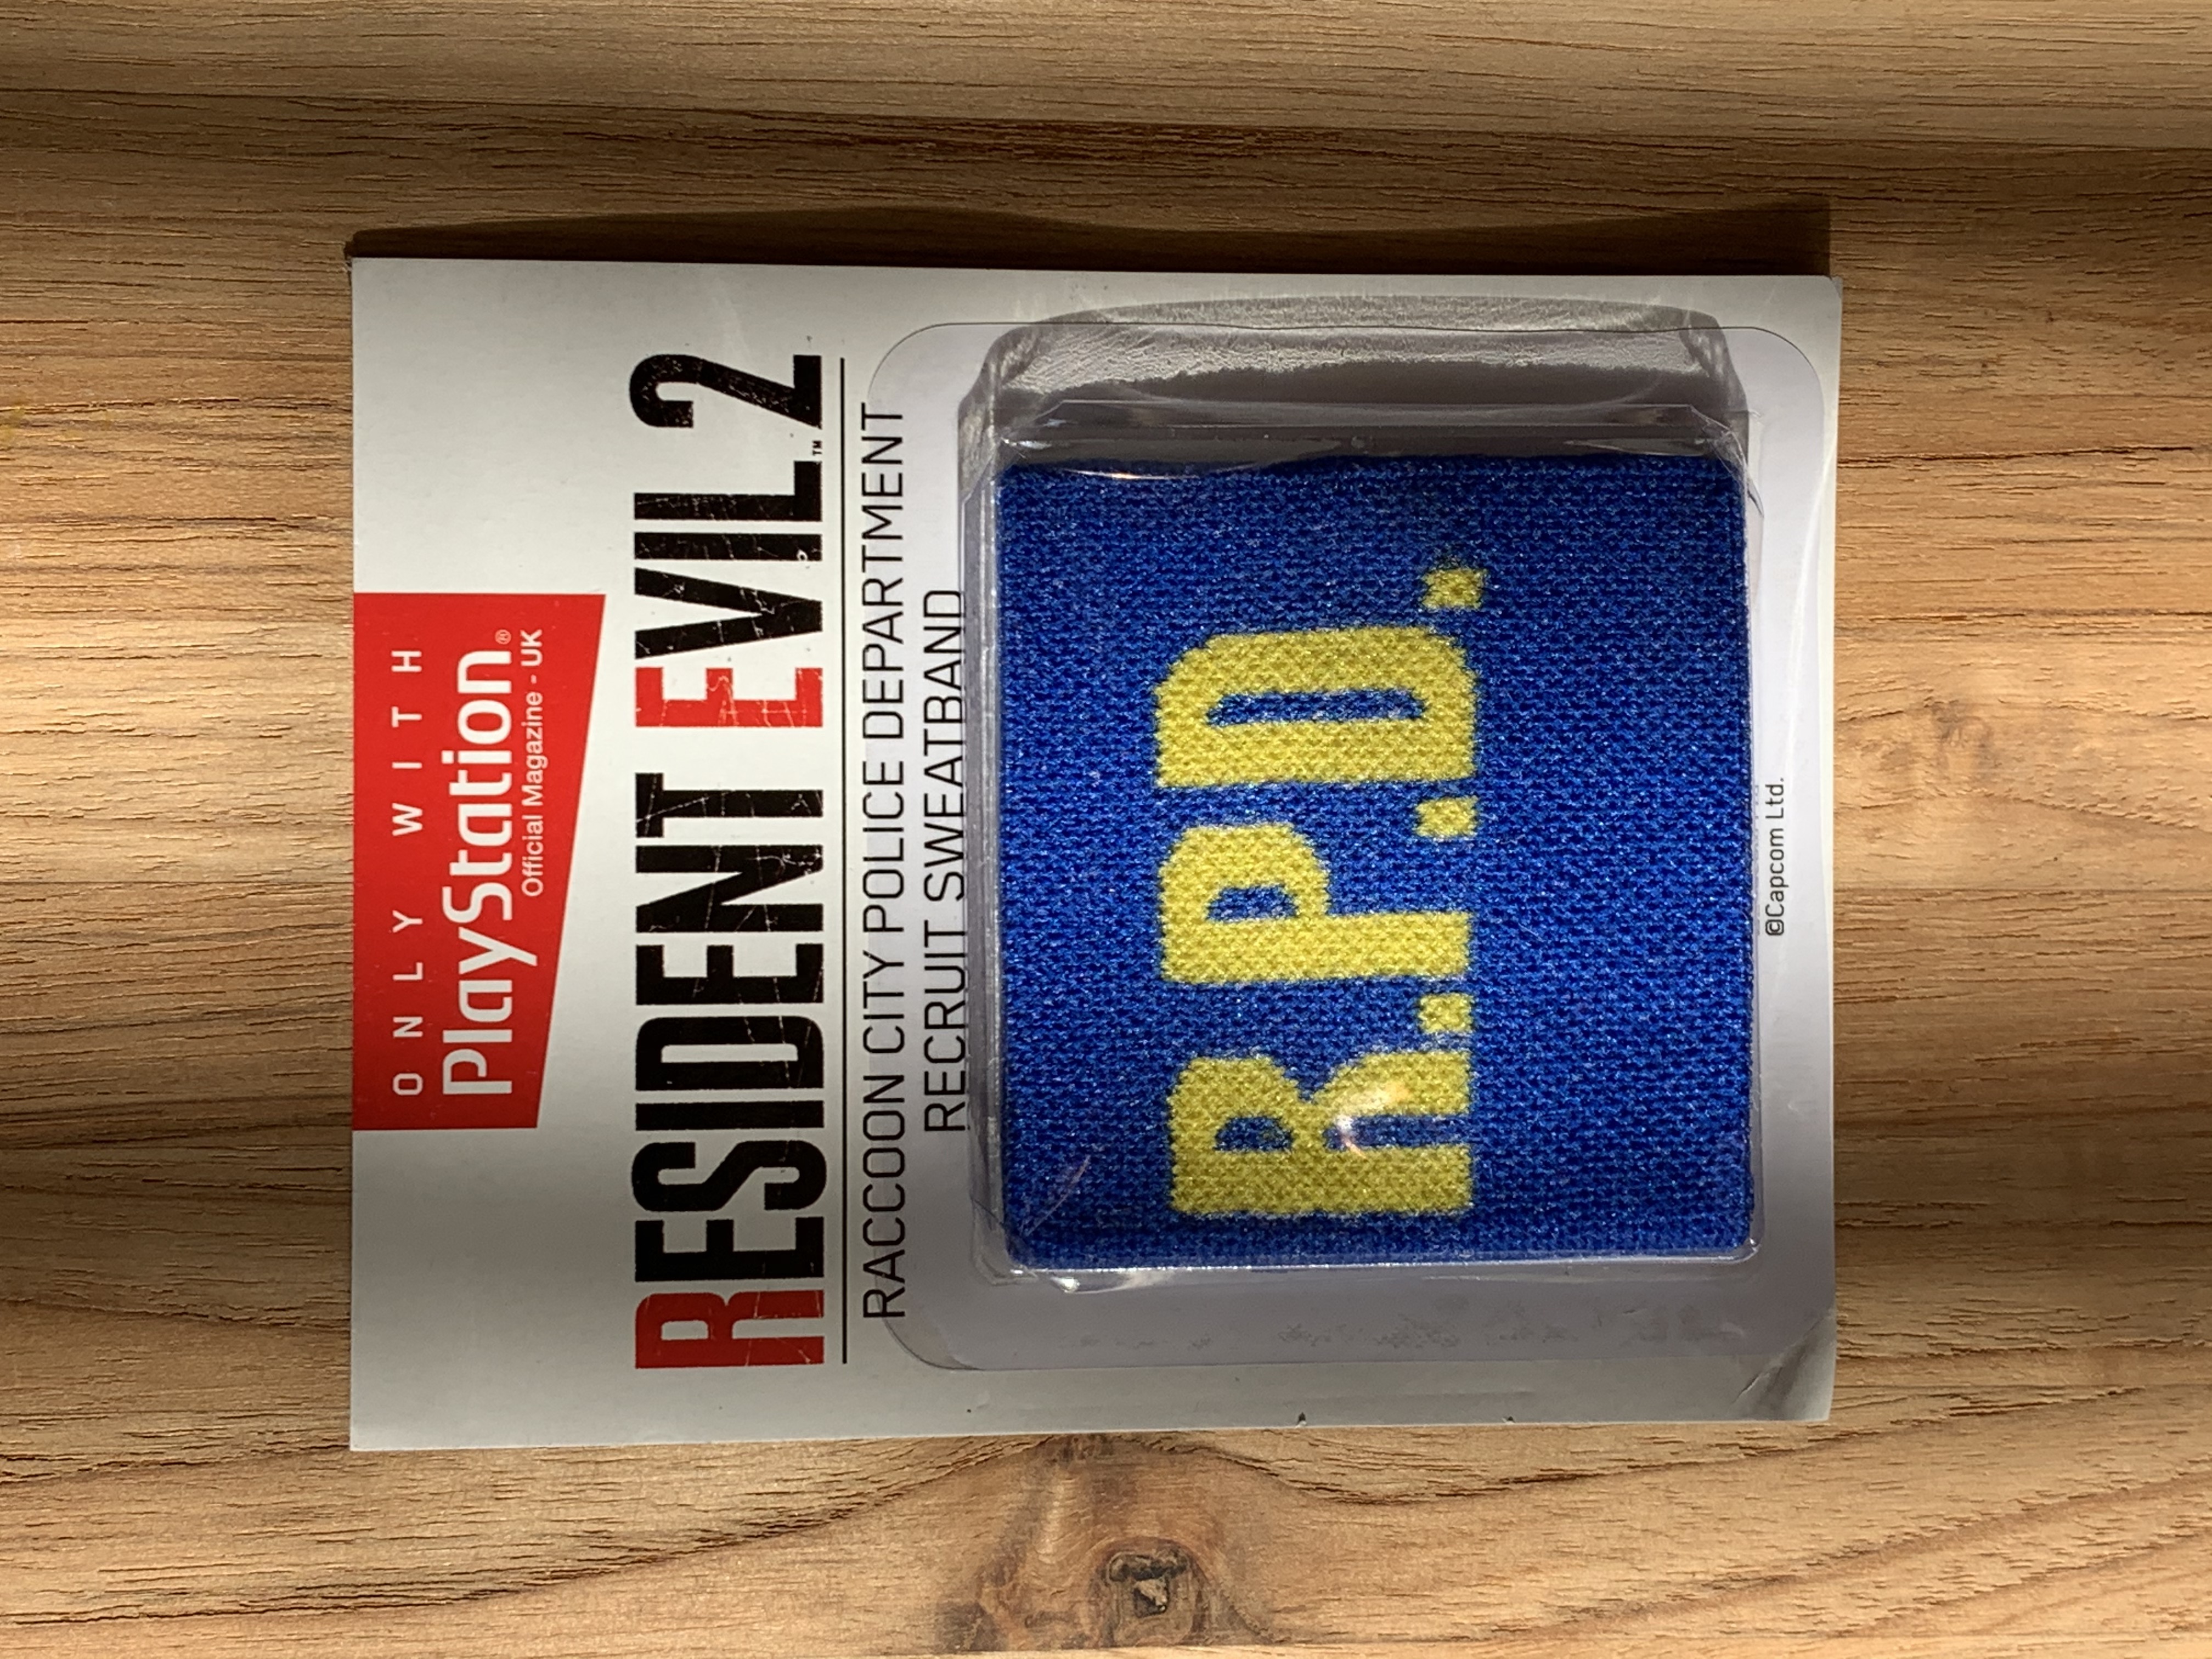 ONLY WITH
PlayStation®
Official Magazine - UK
RESIDENT EVIL 2™
RACCOON CITY POLICE DEPARTMENT
RECRUIT SWEATBAND
R.P.D.
©Capcom Ltd.